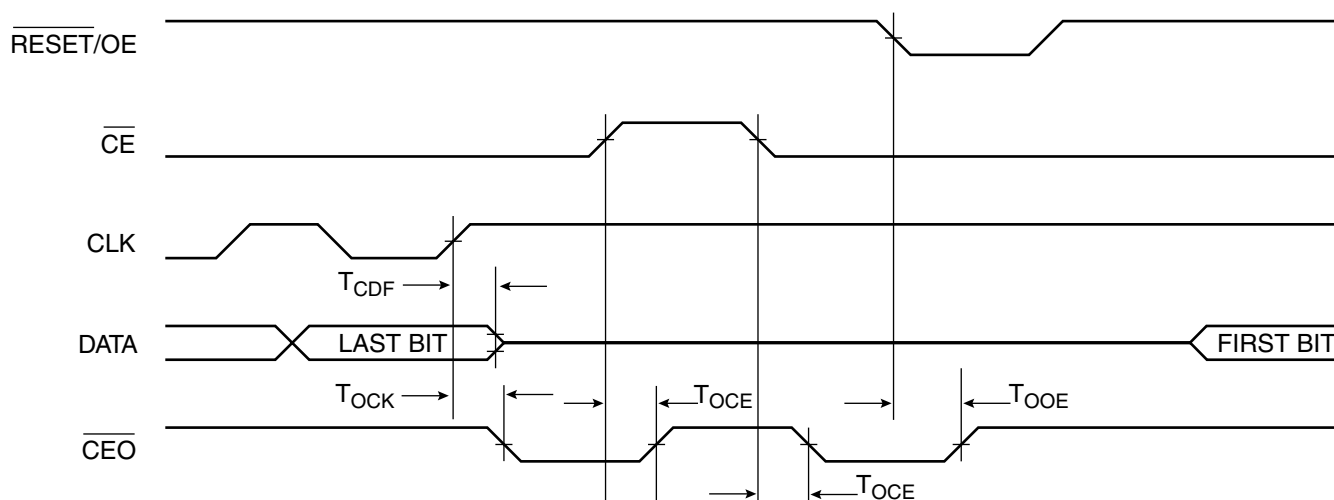 RESET/OE
CE
CLK
TCDF
DATA
LAST BIT
FIRST BIT
TOCK
TOCE
TOOE
CEO
TOCE